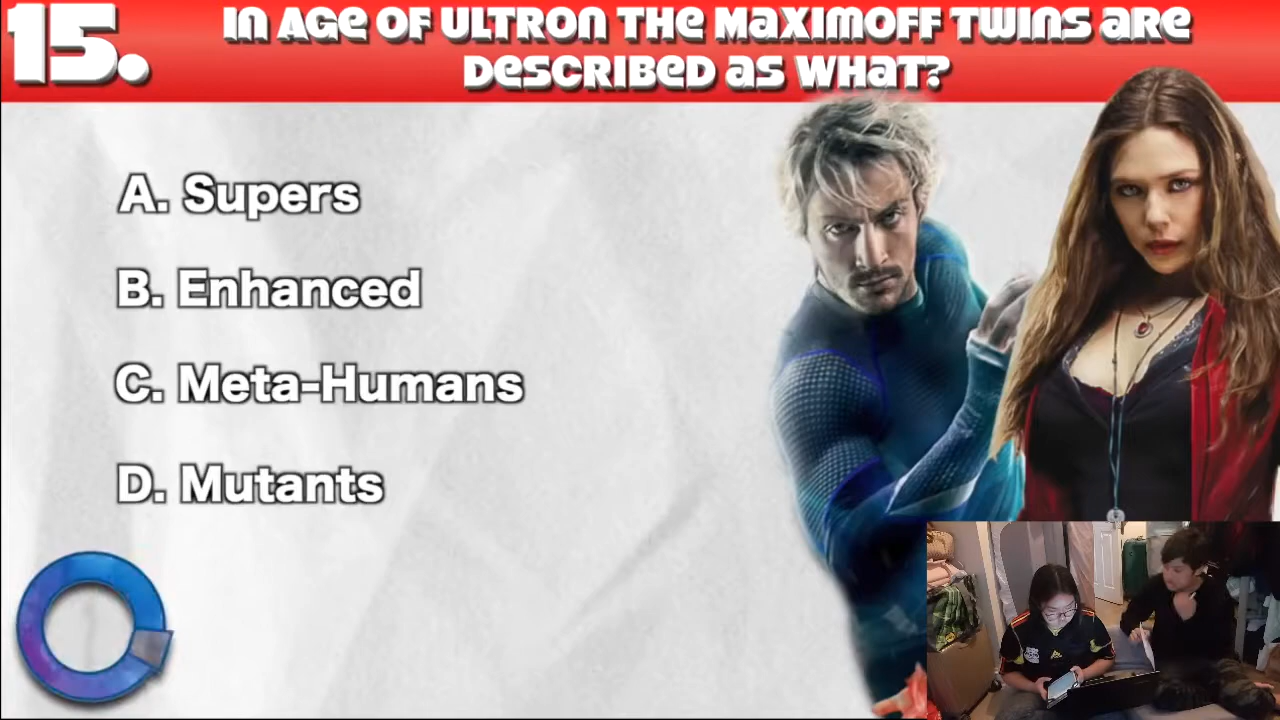 15.
In Age of Ultron the Maximoff Twins are
described as what?
A. Supers
B. Enhanced
C. Meta-Humans
D. Mutants